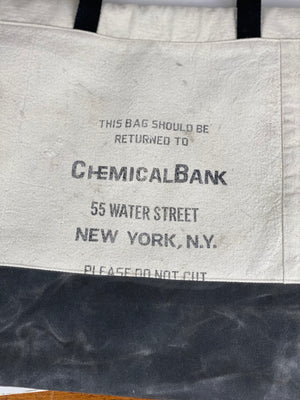 THIS BAG SHOULD BE
RETURNED TO
CHEMICALBANK
55 WATER STREET
NEW YORK, N.Y.
PLEASE DO NOT CUT